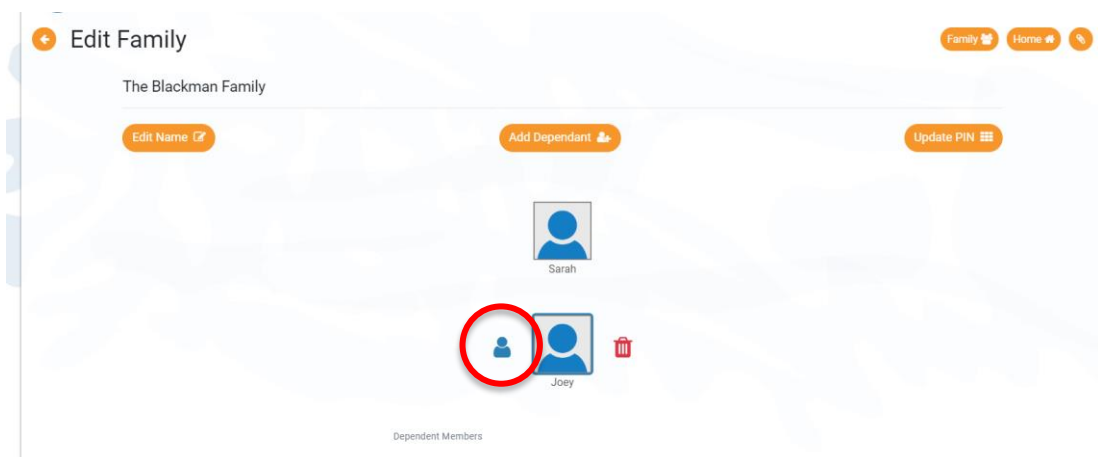 Edit Family
Family
Home
The Blackman Family
Edit Name
Add Dependant
Update PIN
Sarah
Joey
Dependent Members